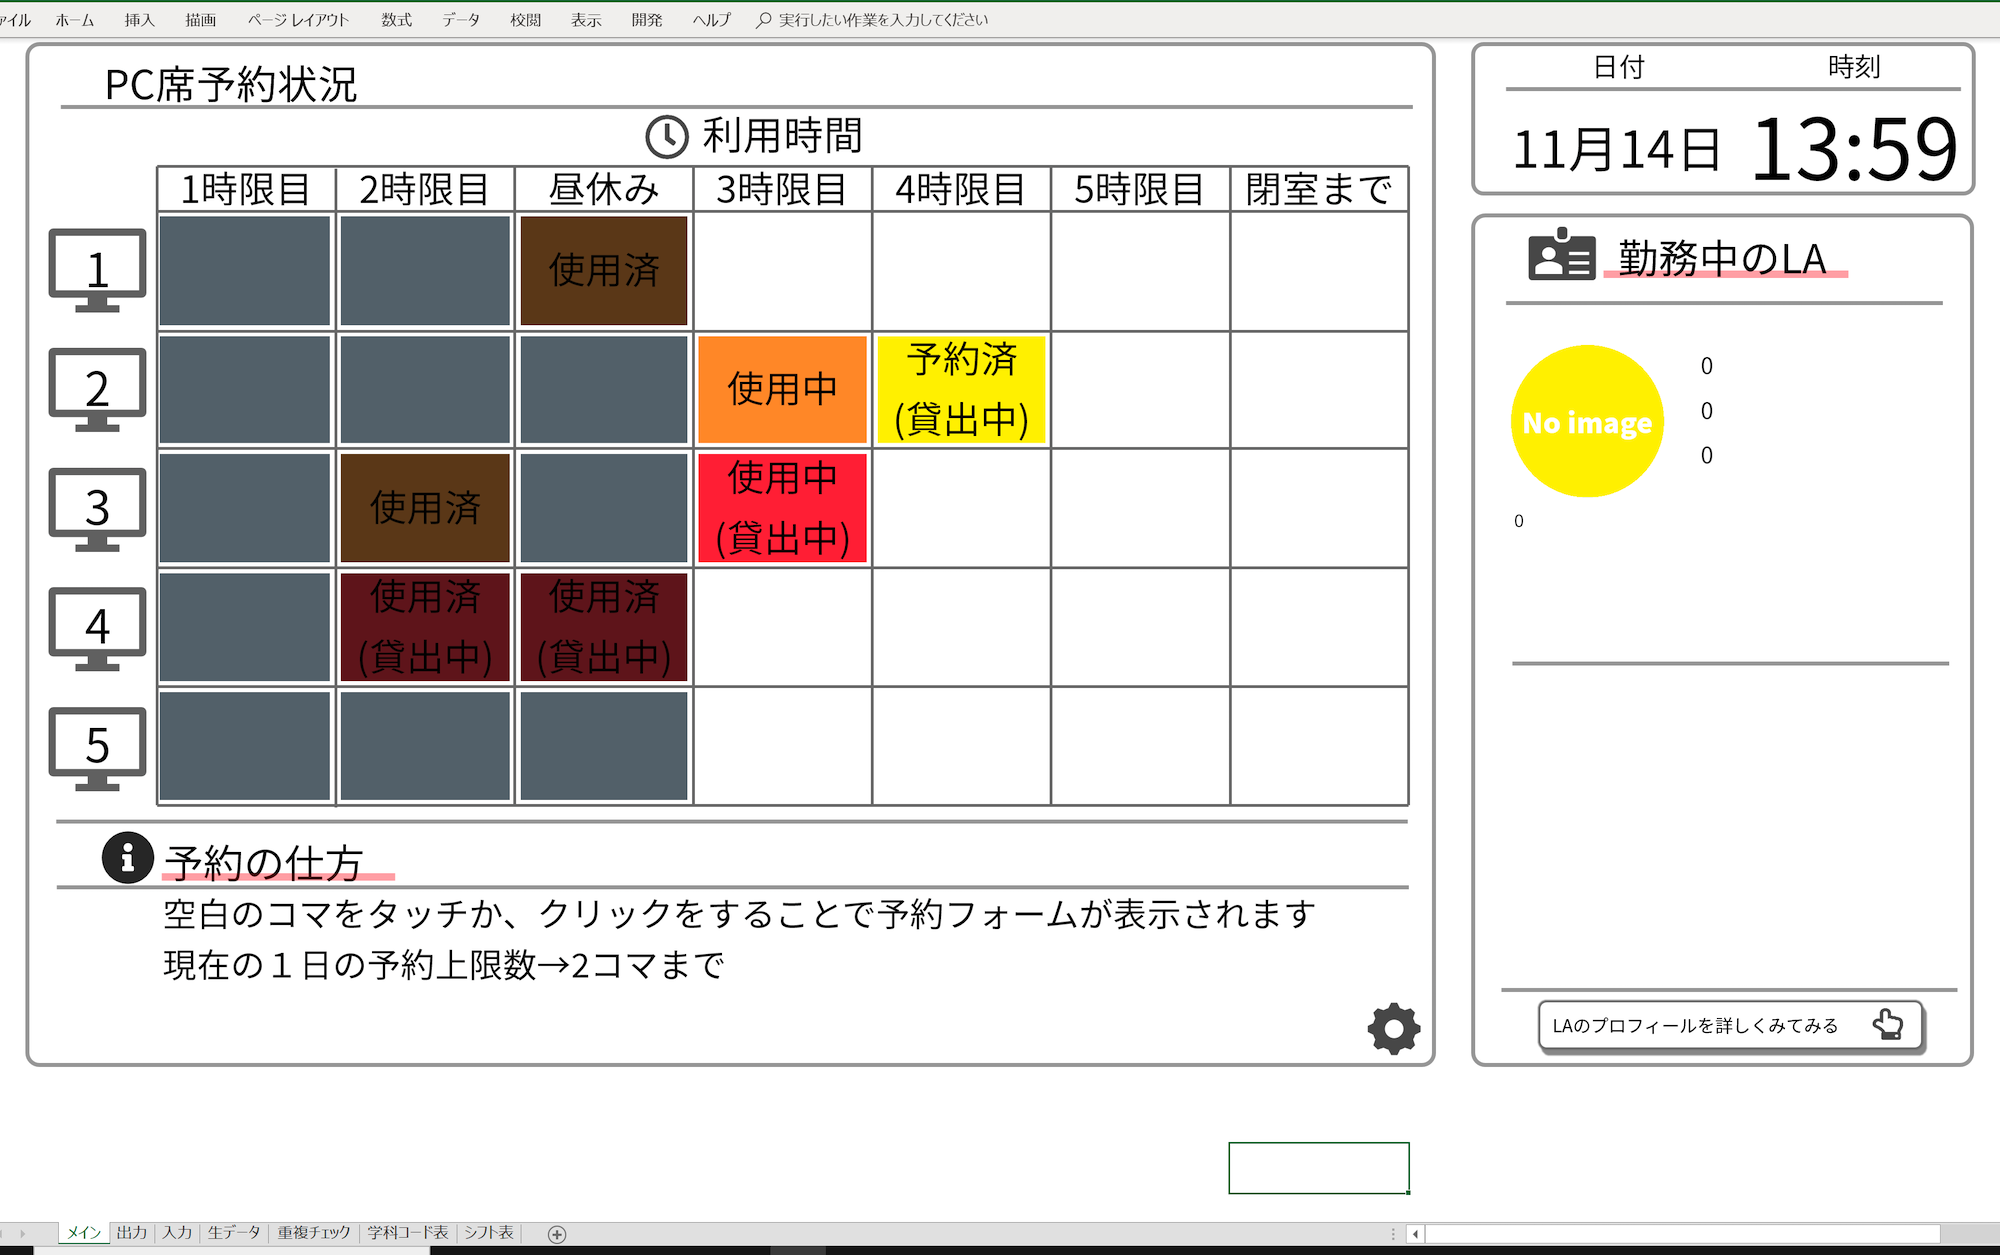 ァイル ホーム 挿入 描画 ページ レイアウト 数式 データ 校閲 表示 開発 ヘルプ 実行したい作業を入力してください
PC席予約状況
利用時間
1時限目 2時限目 昼休み 3時限目 4時限目 5時限目 閉室まで
1 使用済
2 使用中 予約済
(貸出中)
3 使用済 使用中
(貸出中)
4 使用済 使用済
(貸出中) (貸出中)
5
予約の仕方
空白のコマをタッチか、クリックをすることで予約フォームが表示されます
現在の１日の予約上限数→2コマまで
日付 時刻
11月14日 13:59
勤務中のLA
No image
0
0
0
0
LAのプロフィールを詳しくみてみる
メイン 出力 入力 生データ 重複チェック 学科コード表 シフト表